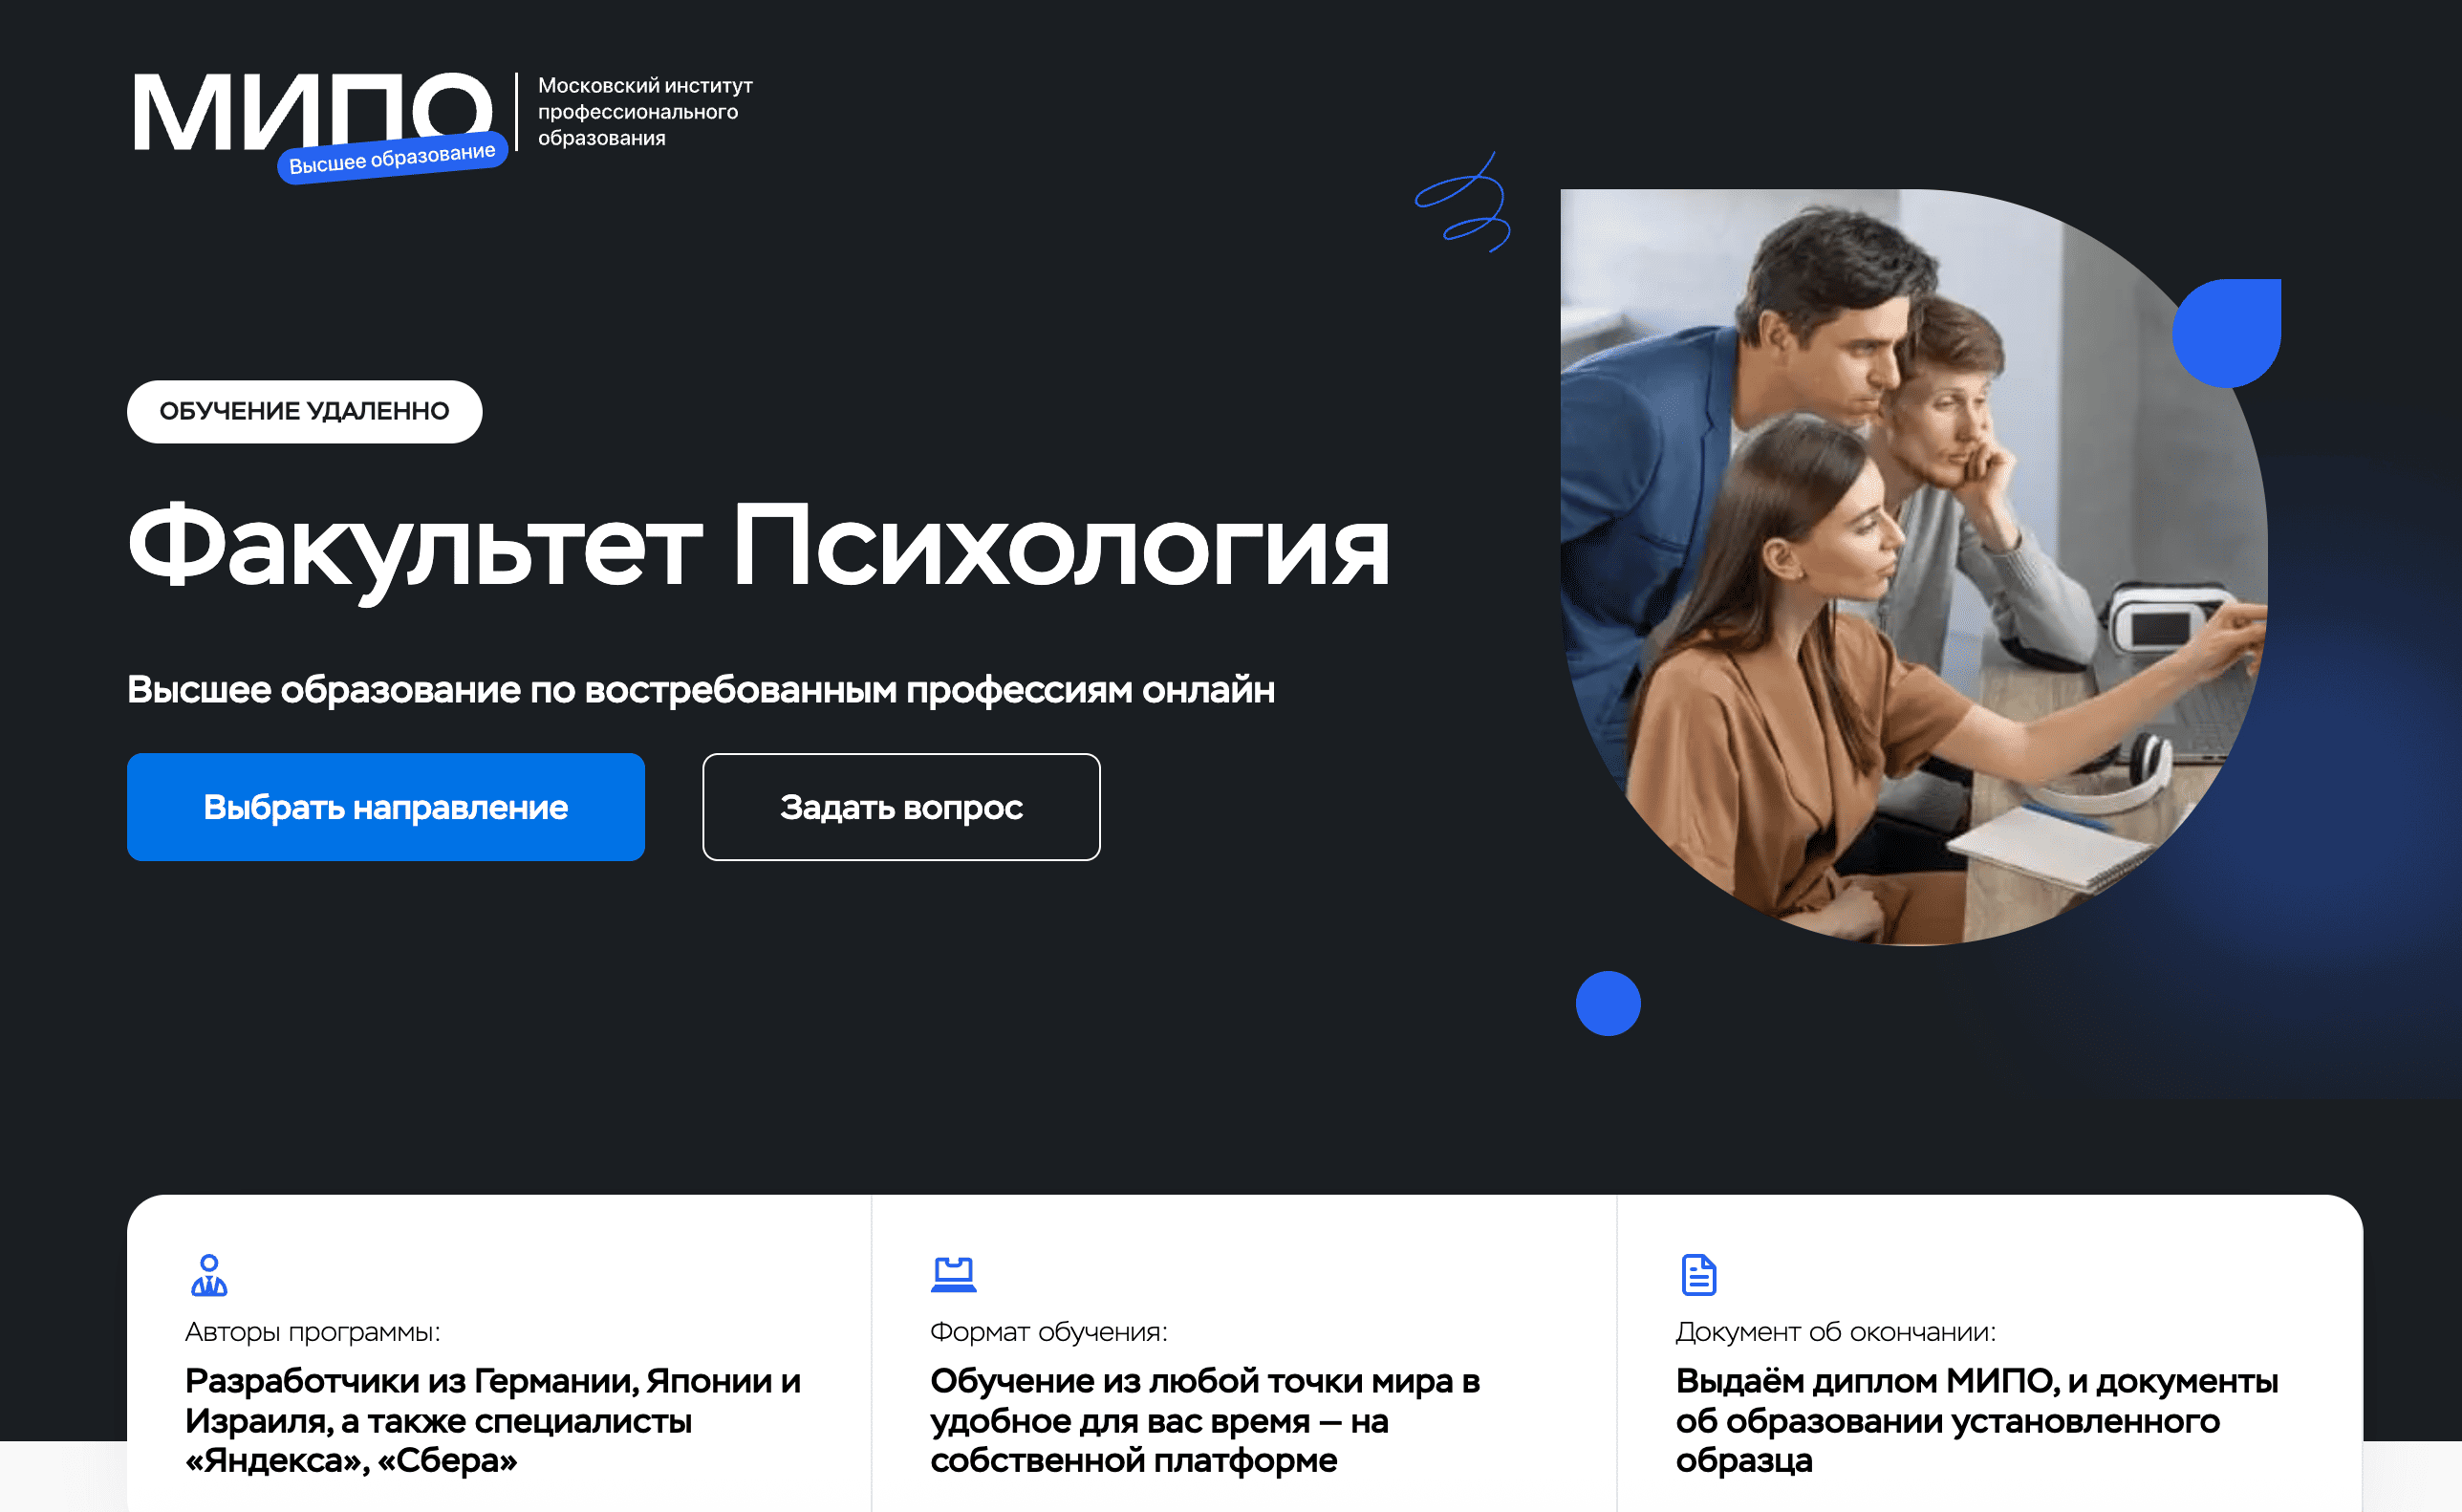 МИПО
Высшее образование
Московский институт
профессионального
образования
ОБУЧЕНИЕ УДАЛЕННО
Факультет Психология
Высшее образование по востребованным профессиям онлайн
Выбрать направление
Задать вопрос
Авторы программы:
Разработчики из Германии, Японии и
Израиля, а также специалисты
«Яндекса», «Сбера»
Формат обучения:
Обучение из любой точки мира в
удобное для вас время — на
собственной платформе
Документ об окончании:
Выдаём диплом МИПО, и документы
об образовании установленного
образца